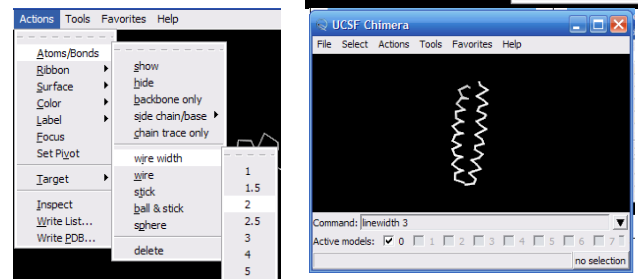 Actions Tools Favorites Help
Atoms/Bonds
Ribbon
Surface
Color
Label
Focus
Set Pivot
Target
Inspect
Write List...
Write PDB...
show
hide
backbone only
side chain/base
chain trace only
wire width
wire
stick
ball & stick
sphere
delete
1
1.5
2
2.5
3
4
5
UCSF Chimera
File Select Actions Tools Favorites Help
Command: linewidth 3
Active models: 0 1 2 3 4 5 6 7
no selection